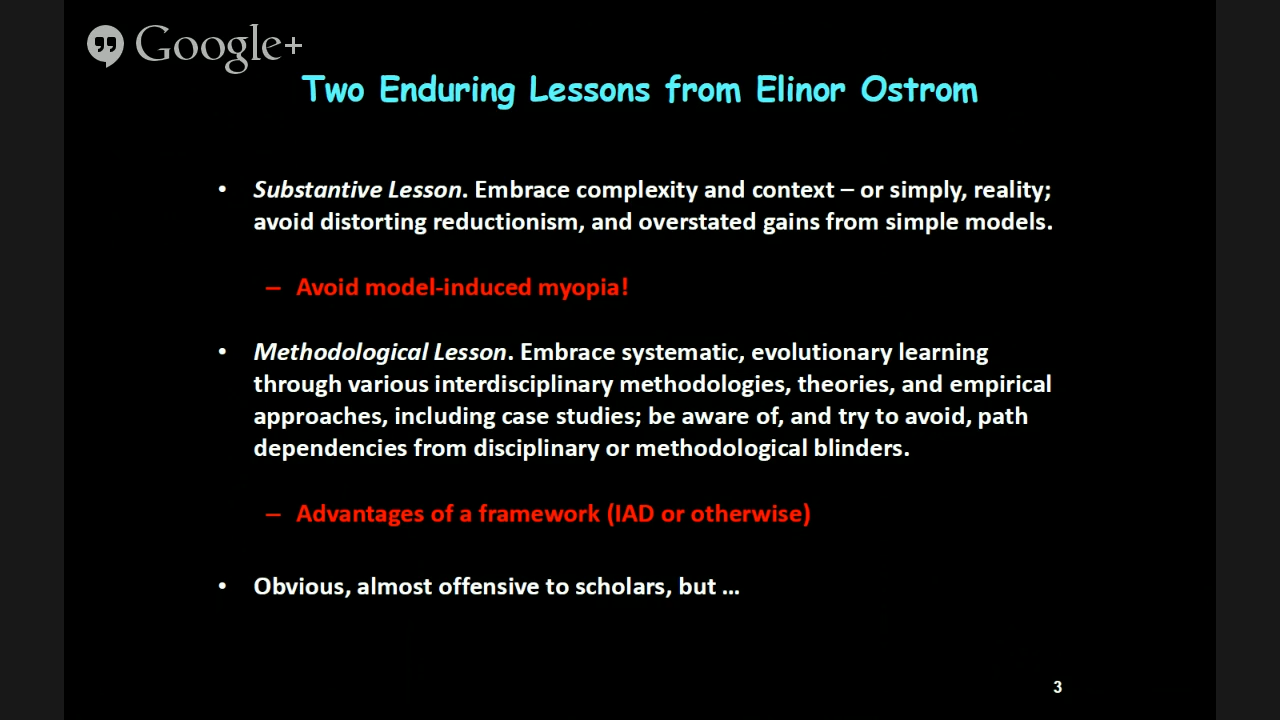 Google+
Two Enduring Lessons from Elinor Ostrom
• Substantive Lesson. Embrace complexity and context – or simply, reality;
avoid distorting reductionism, and overstated gains from simple models.
– Avoid model-induced myopia!
• Methodological Lesson. Embrace systematic, evolutionary learning
through various interdisciplinary methodologies, theories, and empirical
approaches, including case studies; be aware of, and try to avoid, path
dependencies from disciplinary or methodological blinders.
– Advantages of a framework (IAD or otherwise)
• Obvious, almost offensive to scholars, but …
3